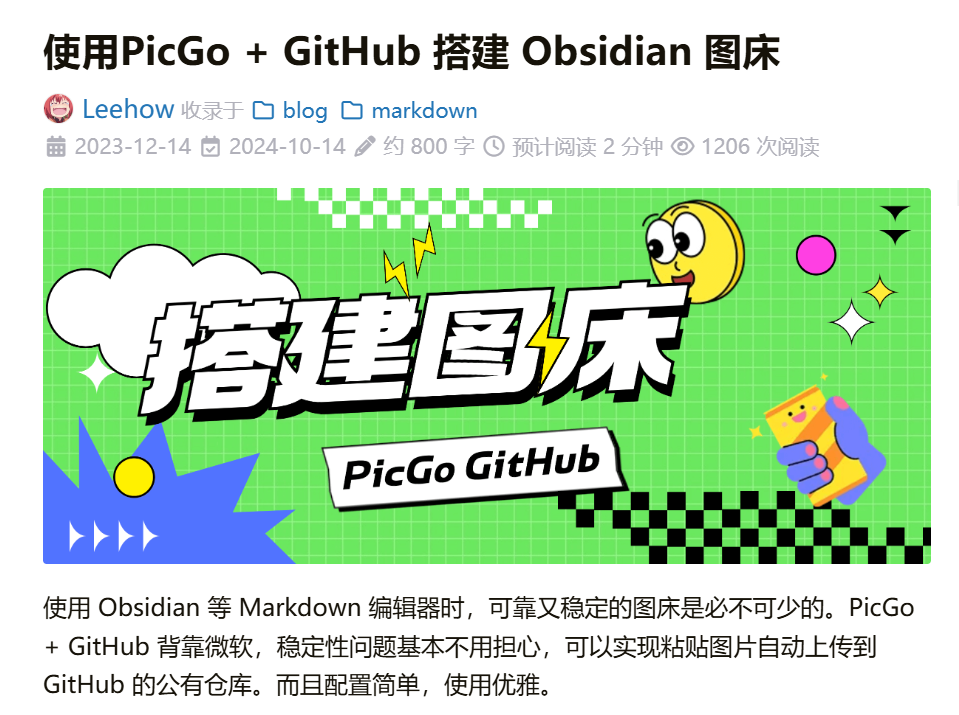 使用PicGo + GitHub 搭建 Obsidian 图床
Leehow 收录于 blog markdown
2023-12-14 2024-10-14 约 800 字 预计阅读 2 分钟 1206 次阅读
搭建图床
PicGo GitHub
使用 Obsidian 等 Markdown 编辑器时，可靠又稳定的图床是必不可少的。PicGo
+ GitHub 背靠微软，稳定性问题基本不用担心，可以实现粘贴图片自动上传到
GitHub 的公有仓库。而且配置简单，使用优雅。